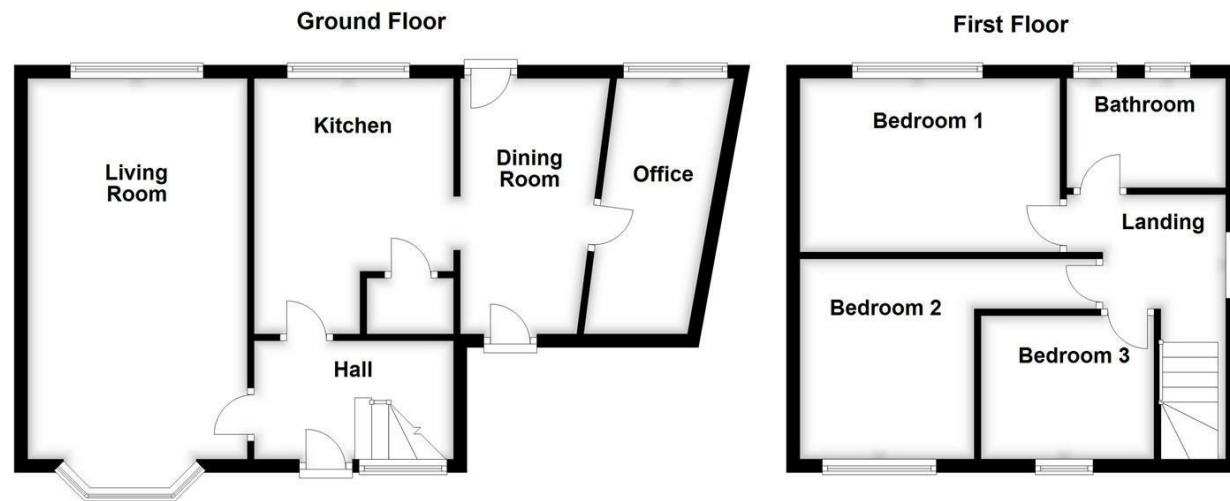 Ground Floor
Living
Room
Kitchen
Dining
Room
Office
Hall
First Floor
Bedroom 1
Bathroom
Landing
Bedroom 2
Bedroom 3